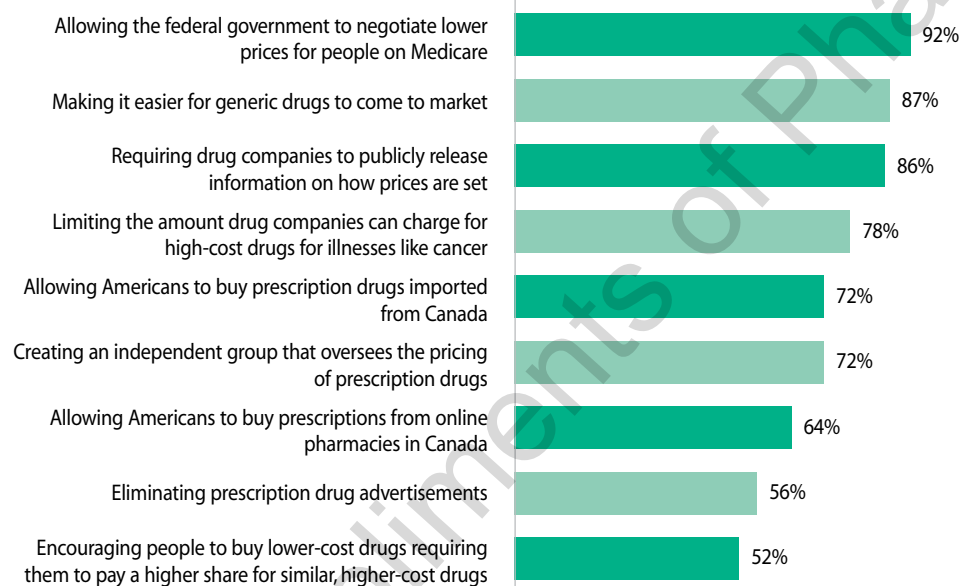 Allowing the federal government to negotiate lower
prices for people on Medicare
92%
Making it easier for generic drugs to come to market
87%
Requiring drug companies to publicly release
information on how prices are set
86%
Limiting the amount drug companies can charge for
high-cost drugs for illnesses like cancer
78%
Allowing Americans to buy prescription drugs imported
from Canada
72%
Creating an independent group that oversees the pricing
of prescription drugs
72%
Allowing Americans to buy prescriptions from online
pharmacies in Canada
64%
Eliminating prescription drug advertisements
56%
Encouraging people to buy lower-cost drugs requiring
them to pay a higher share for similar, higher-cost drugs
52%
of